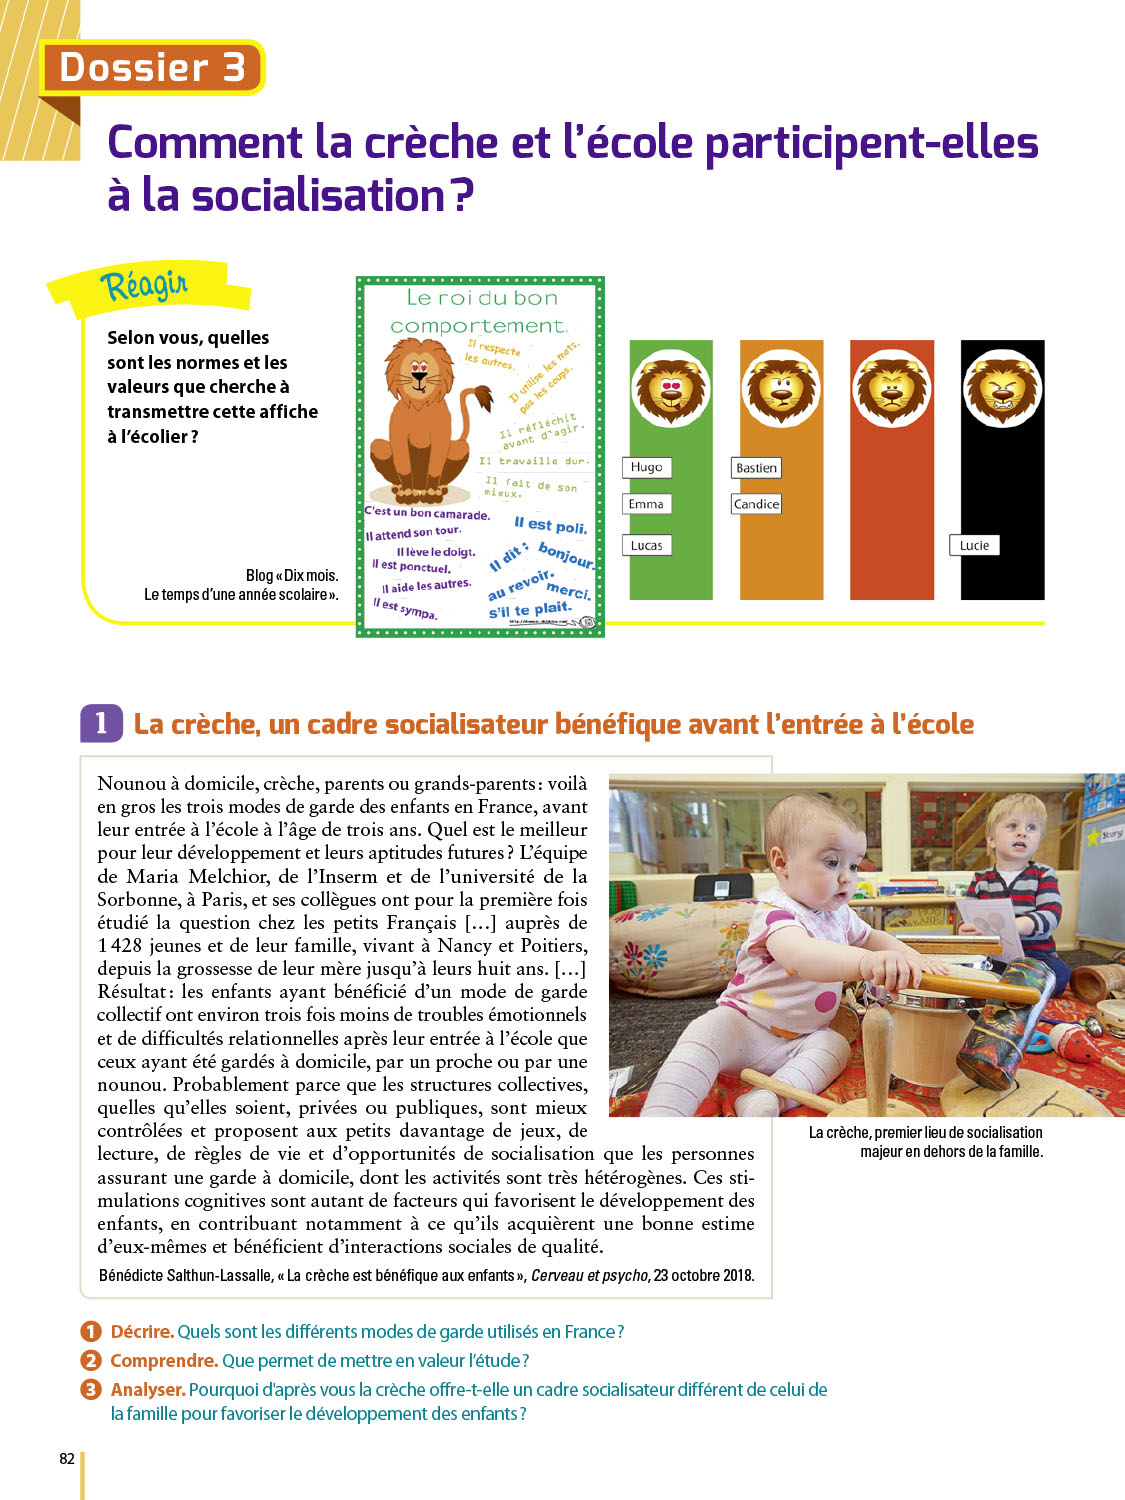 Dossier 3
Comment la crèche et l’école participent-elles
à la socialisation ?
Réagir
Selon vous, quelles
sont les normes et les
valeurs que cherche à
transmettre cette affiche
à l’écolier ?
Blog « Dix mois.
Le temps d’une année scolaire ».
Le roi du bon
comportement.
Il respecte
les autres.
Il utilise les mots,
pas les coups.
Il réfléchit
avant d'agir.
Il travaille dur.
Il fait de son
mieux.
C'est un bon camarade.
Il attend son tour.
Il lève le doigt.
Il est ponctuel.
Il aide les autres.
Il est sympa.
Il est poli.
Il dit :
bonjour.
au revoir.
merci.
s'il te plait.
Hugo
Emma
Lucas
Bastien
Candice
Lucie
1 La crèche, un cadre socialisateur bénéfique avant l’entrée à l’école
Nounou à domicile, crèche, parents ou grands-parents : voilà
en gros les trois modes de garde des enfants en France, avant
leur entrée à l’école à l’âge de trois ans. Quel est le meilleur
pour leur développement et leurs aptitudes futures ? L’équipe
de Maria Melchior, de l’Inserm et de l’université de la
Sorbonne, à Paris, et ses collègues ont pour la première fois
étudié la question chez les petits Français […] auprès de
1 428 jeunes et de leur famille, vivant à Nancy et Poitiers,
depuis la grossesse de leur mère jusqu’à leurs huit ans. […]
Résultat : les enfants ayant bénéficié d’un mode de garde
collectif ont environ trois fois moins de troubles émotionnels
et de difficultés relationnelles après leur entrée à l’école que
ceux ayant été gardés à domicile, par un proche ou par une
nounou. Probablement parce que les structures collectives,
quelles qu’elles soient, privées ou publiques, sont mieux
contrôlées et proposent aux petits davantage de jeux, de
lecture, de règles de vie et d’opportunités de socialisation que les personnes
assurant une garde à domicile, dont les activités sont très hétérogènes. Ces sti-
mulations cognitives sont autant de facteurs qui favorisent le développement des
enfants, en contribuant notamment à ce qu’ils acquièrent une bonne estime
d’eux-mêmes et bénéficient d’interactions sociales de qualité.
Bénédicte Salthun-Lassalle, « La crèche est bénéfique aux enfants », Cerveau et psycho, 23 octobre 2018.
Story
La crèche, premier lieu de socialisation
majeur en dehors de la famille.
1 Décrire. Quels sont les différents modes de garde utilisés en France ?
2 Comprendre. Que permet de mettre en valeur l’étude ?
3 Analyser. Pourquoi d'après vous la crèche offre-t-elle un cadre socialisateur différent de celui de
la famille pour favoriser le développement des enfants ?
82